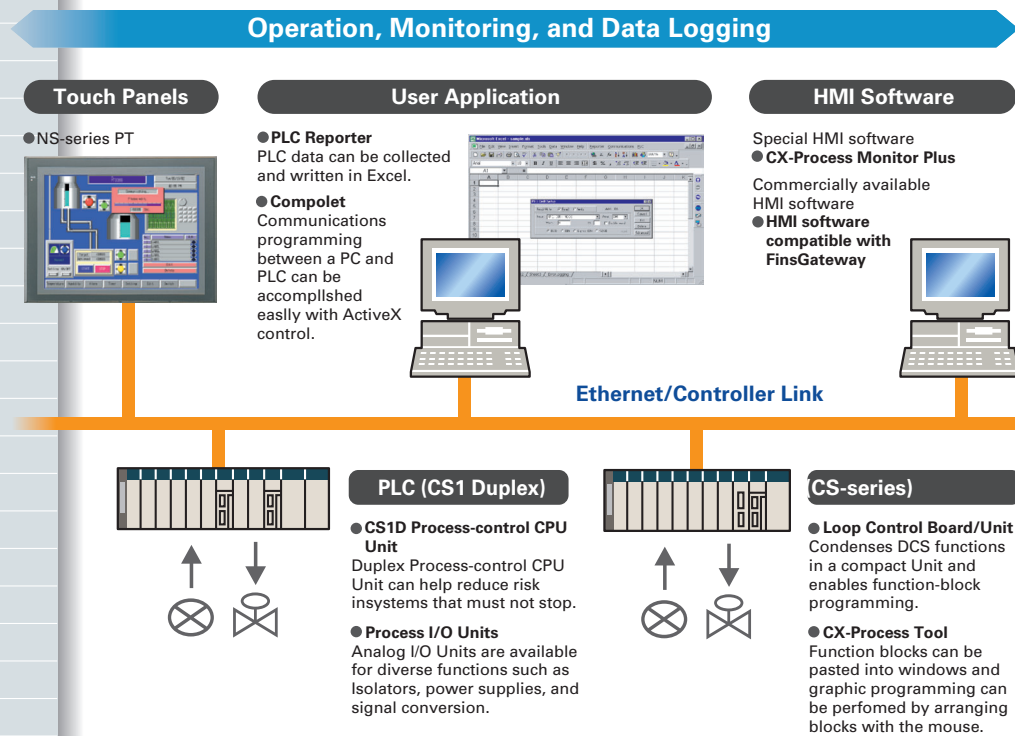 Operation, Monitoring, and Data Logging
Touch Panels
●NS-series PT
User Application
●PLC Reporter
PLC data can be collected
and written in Excel.
●Compolet
Communications
programming
between a PC and
PLC can be
accompllshed
easlly with ActiveX
control.
Microsoft Excel - sample.xls
HMI Software
Special HMI software
●CX-Process Monitor Plus
Commercially available
HMI software
●HMI software
compatible with
FinsGateway
Ethernet/Controller Link
PLC (CS1 Duplex)
●CS1D Process-control CPU
Unit
Duplex Process-control CPU
Unit can help reduce risk
insystems that must not stop.
●Process I/O Units
Analog I/O Units are available
for diverse functions such as
Isolators, power supplies, and
signal conversion.
(CS-series)
●Loop Control Board/Unit
Condenses DCS functions
in a compact Unit and
enables function-block
programming.
●CX-Process Tool
Function blocks can be
pasted into windows and
graphic programming can
be perfomed by arranging
blocks with the mouse.